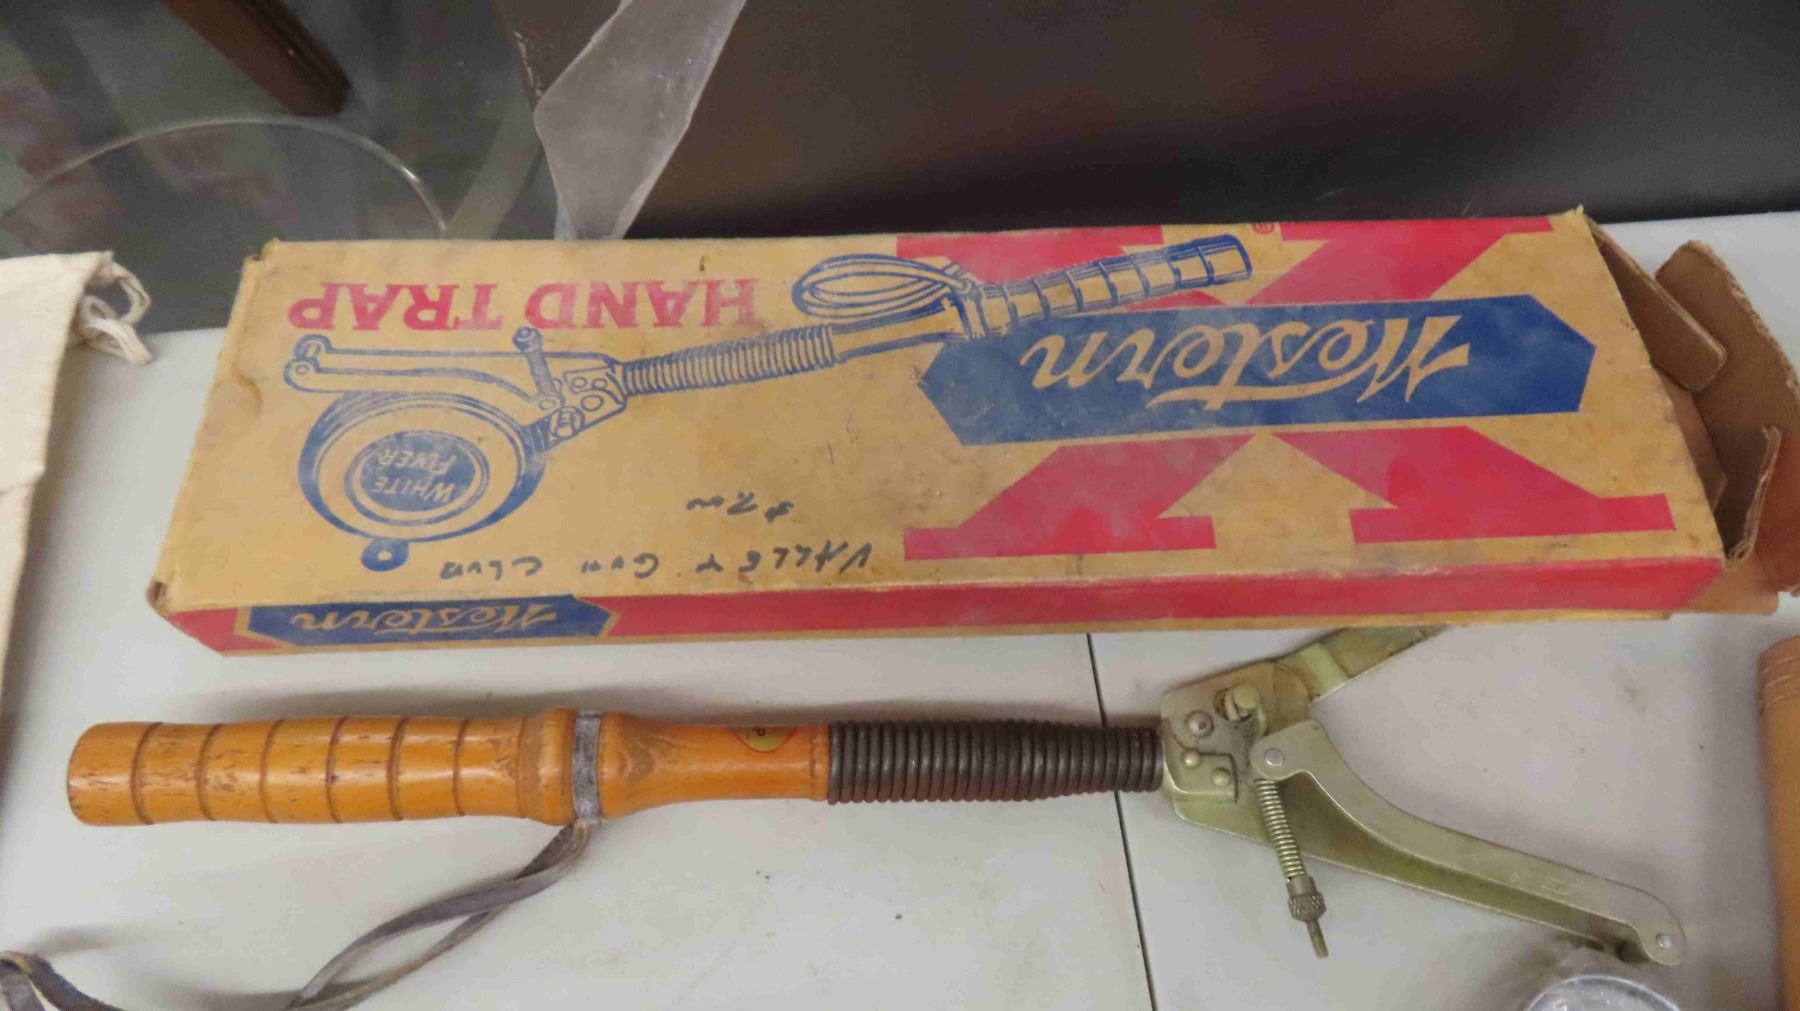 Western
HAND TRAP
®
WHITE
FLYER
VALLEY GUN CLUB
Western